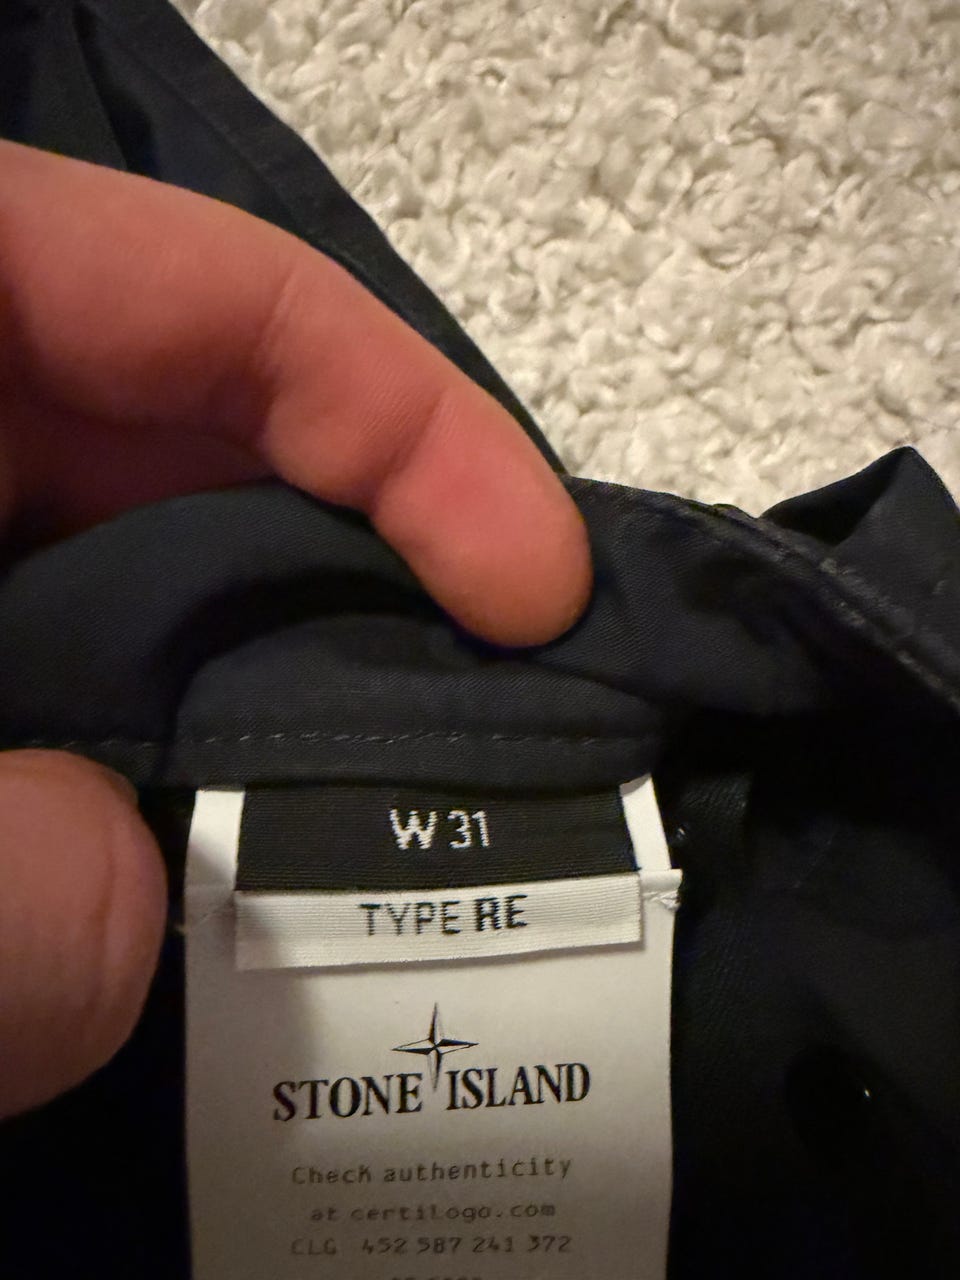 W 31
TYPE RE
STONE ISLAND
Check authenticity
at certilogo.com
CLG 452 587 241 372